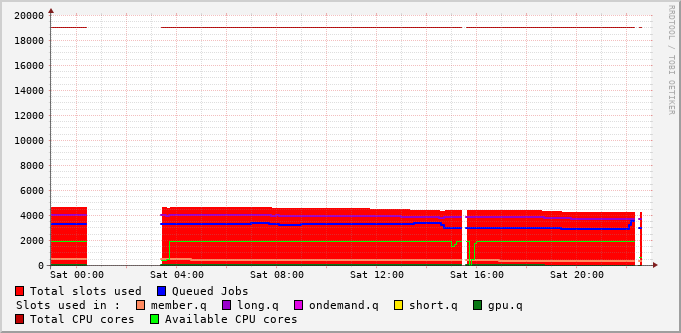 20000
18000
16000
14000
12000
10000
8000
6000
4000
2000
0
Sat 00:00 Sat 04:00 Sat 08:00 Sat 12:00 Sat 16:00 Sat 20:00
RRDTOOL / TOBI OETIKER
Total slots used Queued Jobs
Slots used in : member.q long.q ondemand.q short.q gpu.q
Total CPU cores Available CPU cores